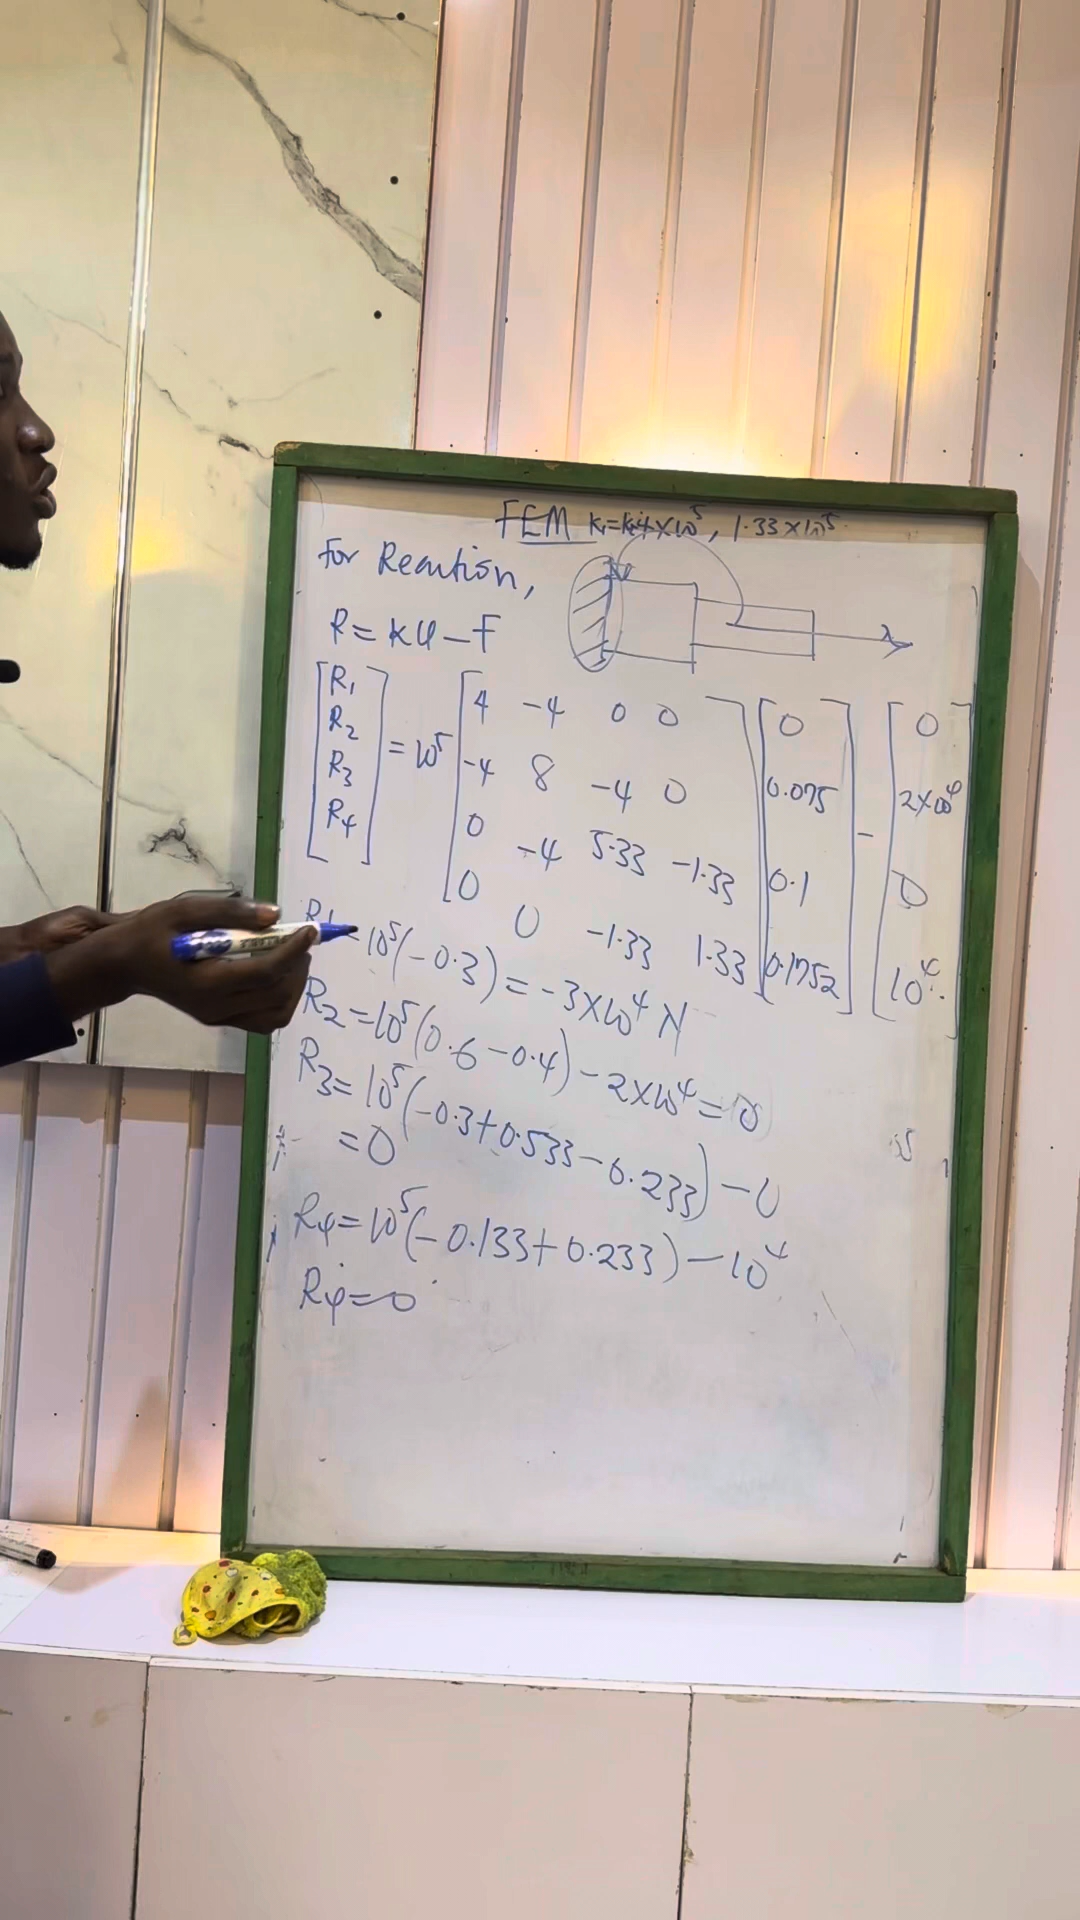 FEM K₁=K₂4×10⁵, 1.33×10⁵
For Reaction,
R = KU – F
[R₁ R₂ R₃ R₄] = 10⁵ [4 -4 0 0
-4 8 -4 0
0 -4 5.33 -1.33
0 0 -1.33 1.33] [0 0.075 0.1 0.1752] – [0 2×10⁴ 0 10⁴.]
R₁ = 10⁵(-0.3) = -3×10⁴ N
R₂ = 10⁵(0.6 – 0.4) – 2×10⁴ = 0
R₃ = 10⁵(-0.3 + 0.533 – 0.233) – 0
= 0
R₄ = 10⁵(-0.133 + 0.233) – 10⁴
R₄ = 0